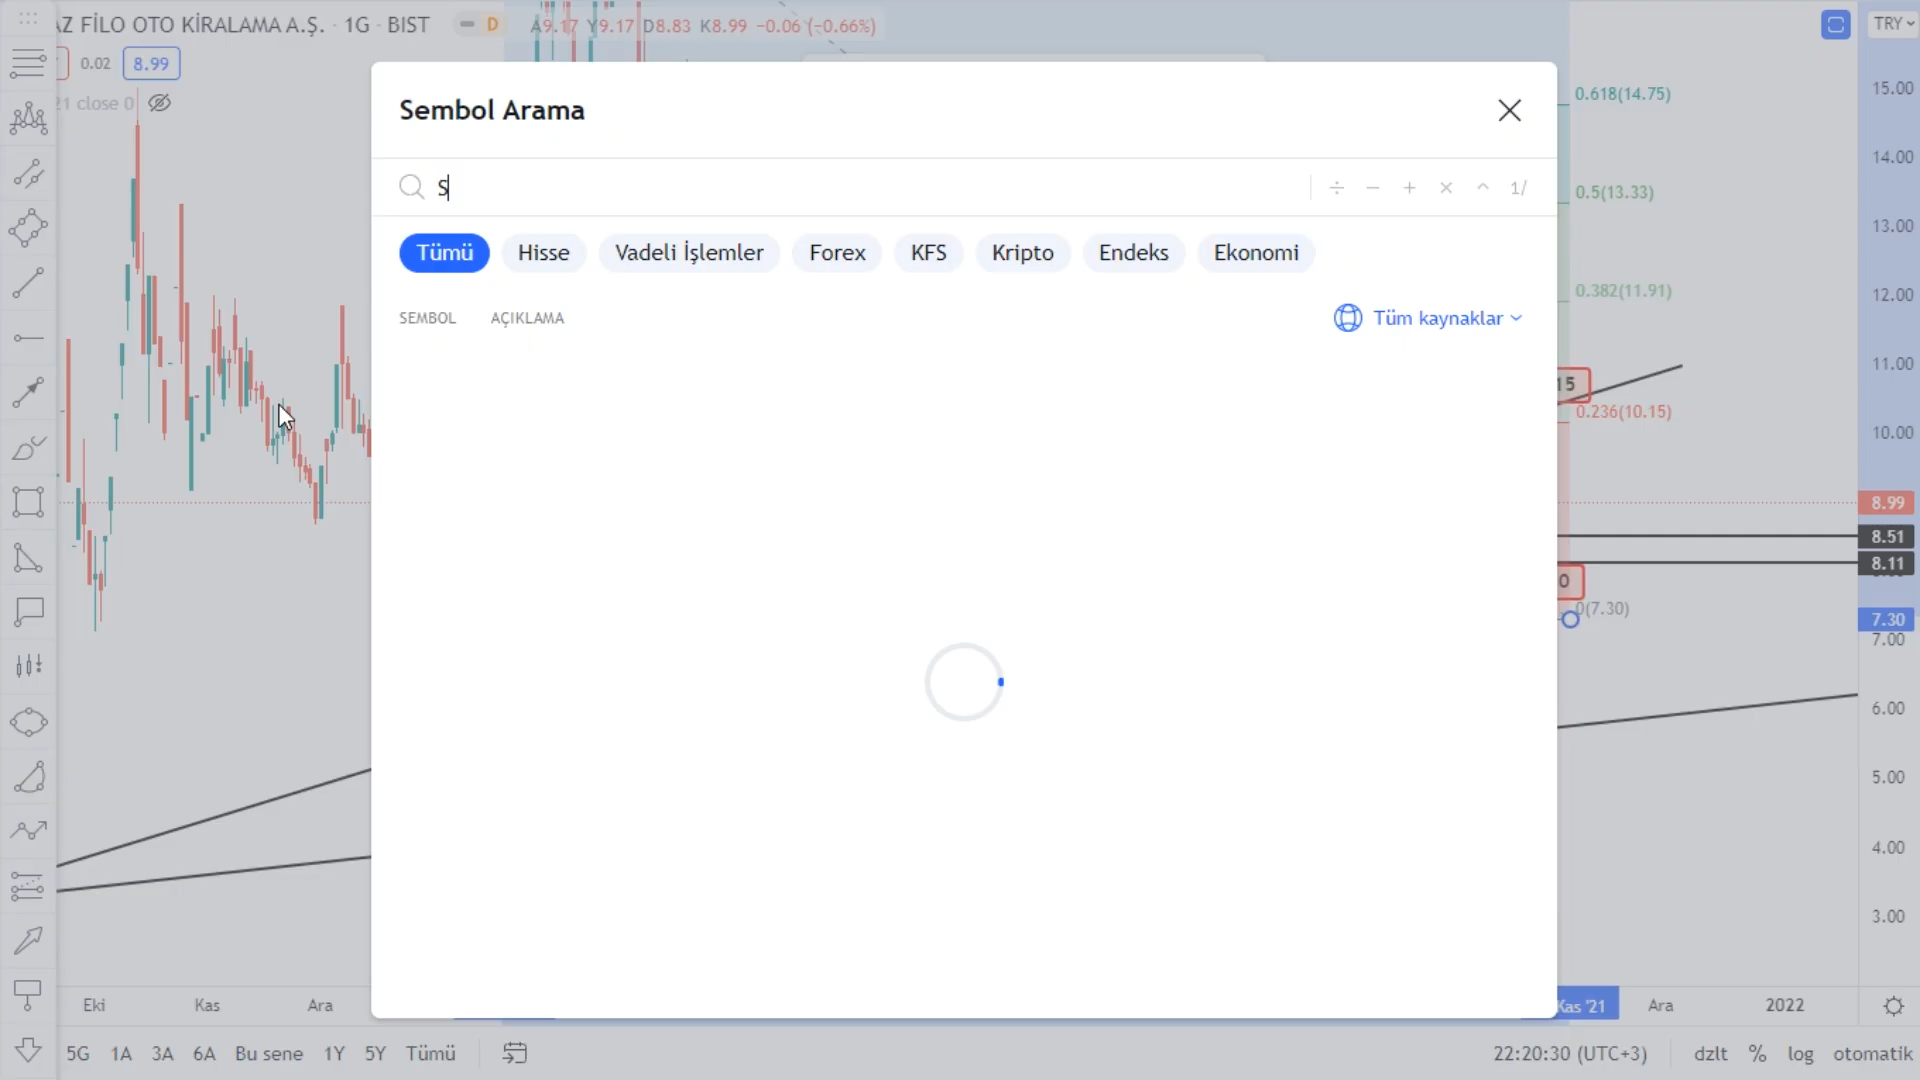 AZ FİLO OTO KİRALAMA A.Ş. · 1G · BIST D A9.17 Y9.17 D8.83 K8.99 −0.06 (−0.66%)
TRY
0.02 8.99
21 close 0
Sembol Arama
S
÷ − + × ^ 1/
Tümü Hisse Vadeli İşlemler Forex KFS Kripto Endeks Ekonomi
SEMBOL AÇIKLAMA Tüm kaynaklar
0.618(14.75)
0.5(13.33)
0.382(11.91)
15
0.236(10.15)
0
0(7.30)
15.00
14.00
13.00
12.00
11.00
10.00
8.99
8.51
8.11
7.30
7.00
6.00
5.00
4.00
3.00
Eki Kas Ara Kas '21 Ara 2022
5G 1A 3A 6A Bu sene 1Y 5Y Tümü 22:20:30 (UTC+3) dzlt % log otomatik